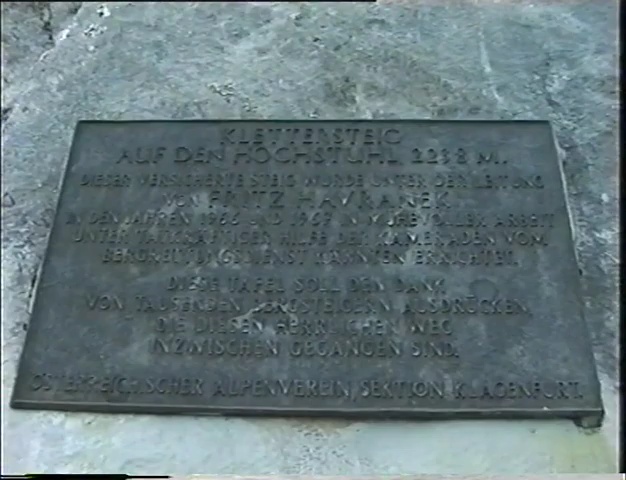 KLETTERSTEIG
AUF DEN HOCHSTUHL 2238 M.
DIESER VERSICHERTE STEIG WURDE UNTER DER LEITUNG
VON FRITZ HAVRANEK
IN DEN JAHREN 1966 UND 1967 IN MÜHEVOLLER ARBEIT
UNTER TATKRÄFTIGER HILFE DER KAMERADEN VOM
BERGRETTUNGSDIENST KÄRNTEN ERRICHTET.
DIESE TAFEL SOLL DEN DANK
VON TAUSENDEN BERGSTEIGERN AUSDRÜCKEN,
DIE DIESEN HERRLICHEN WEG
INZWISCHEN GEGANGEN SIND.
ÖSTERREICHISCHER ALPENVEREIN, SEKTION KLAGENFURT.